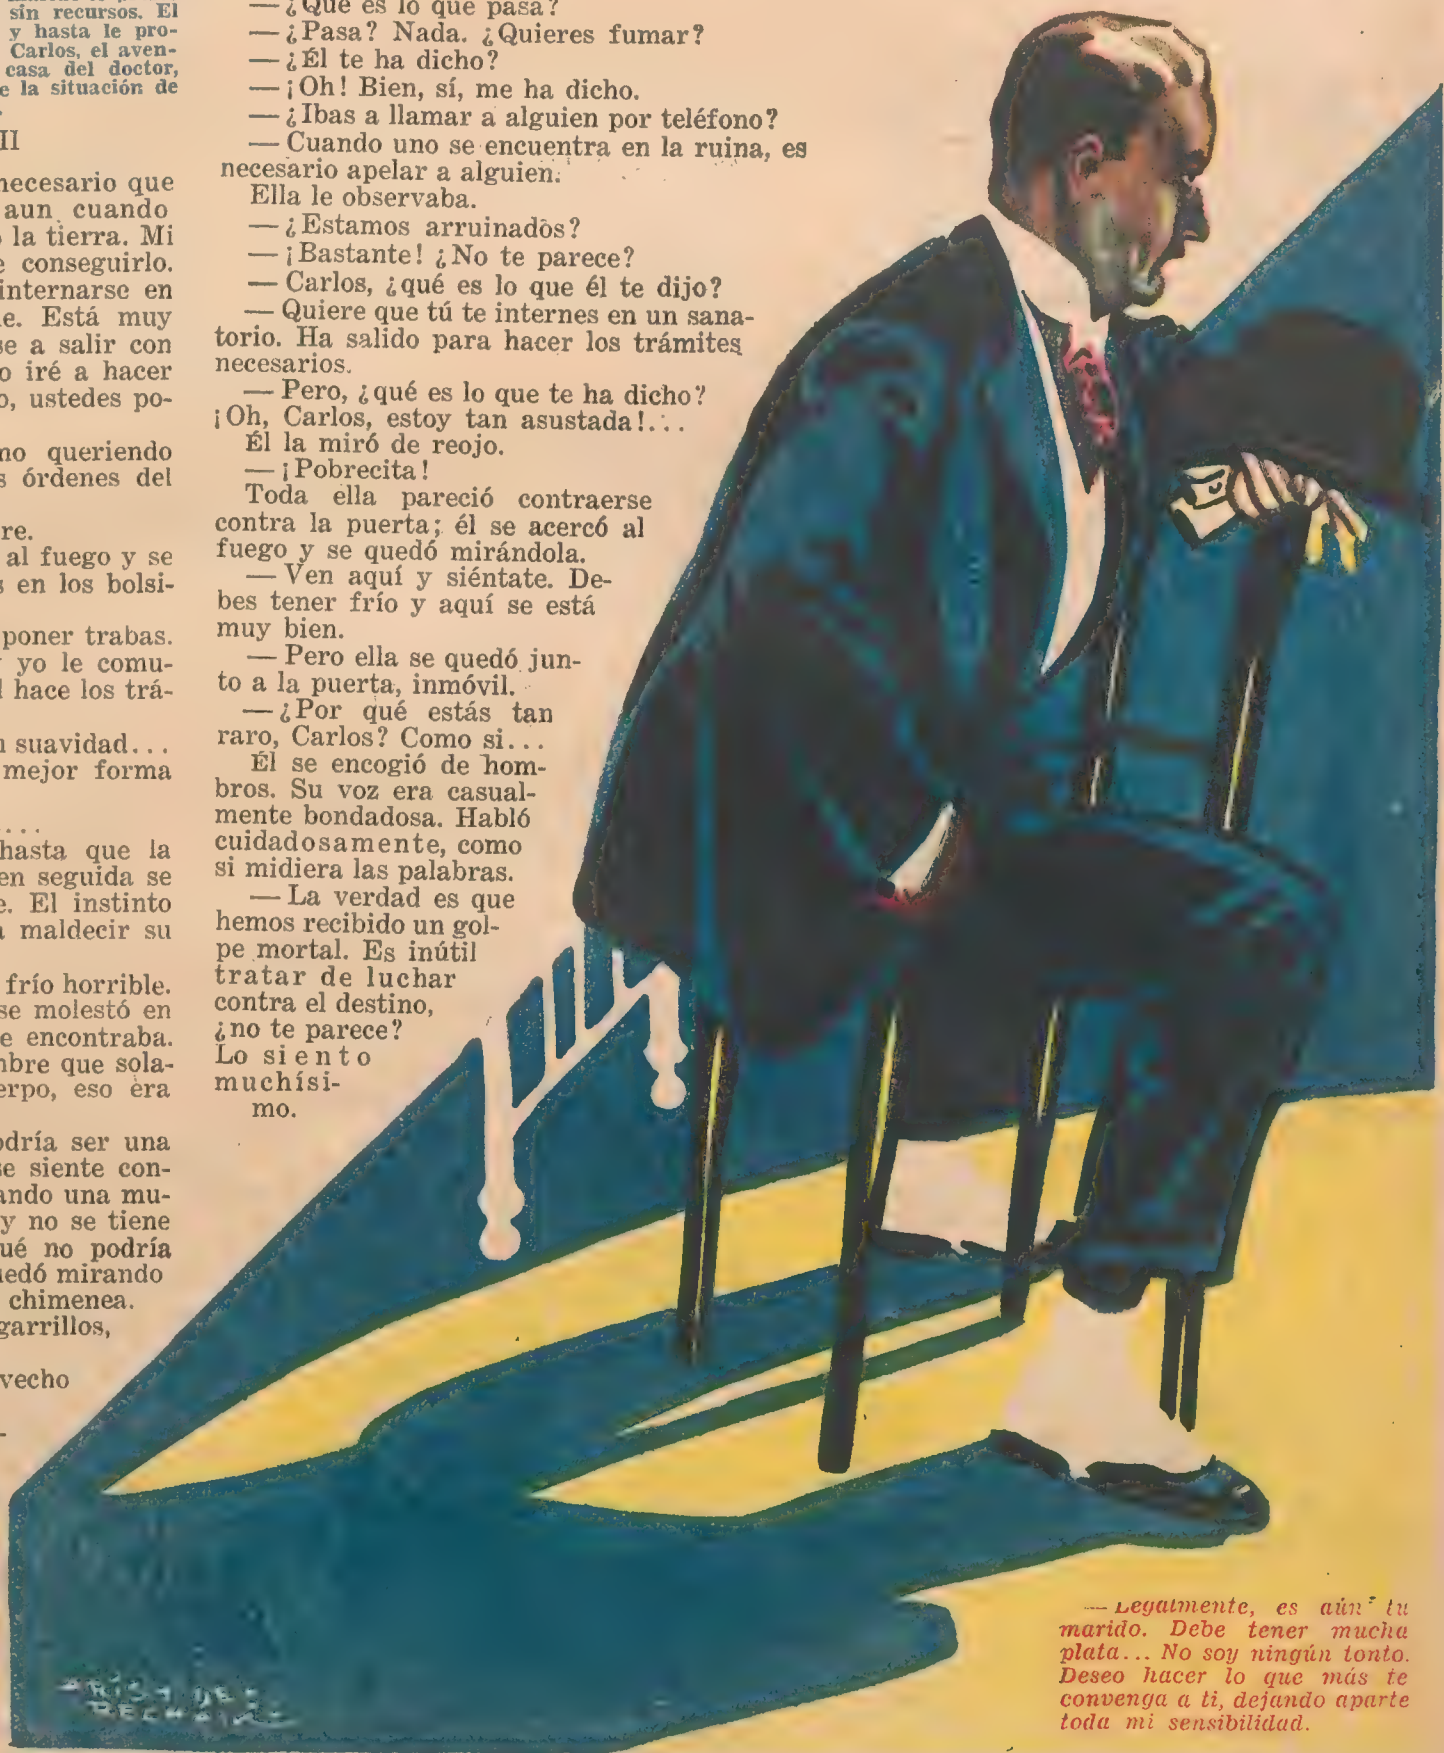 sin recursos. El
y hasta le pro-
Carlos, el aven-
casa del doctor,
e la situación de
II
necesario que
aun cuando
la tierra. Mi
e conseguirlo.
internarse en
e. Está muy
se a salir con
o iré a hacer
o, ustedes po-
no queriendo
s órdenes del
re.
al fuego y se
s en los bolsi-
poner trabas.
yo le comu-
l hace los trá-
n suavidad...
mejor forma
...
hasta que la
en seguida se
e. El instinto
a maldecir su
frío horrible.
se molestó en
e encontraba.
bre que sola-
erpo, eso era
odría ser una
se siente con-
ando una mu-
y no se tiene
ué no podría
uedó mirando
chimenea.
garrillos,
vecho
-
— ¿Qué es lo que pasa?
— ¿Pasa? Nada. ¿Quieres fumar?
— ¿Él te ha dicho?
— ¡Oh! Bien, sí, me ha dicho.
— ¿Ibas a llamar a alguien por teléfono?
— Cuando uno se encuentra en la ruina, es
necesario apelar a alguien.
Ella le observaba.
— ¿Estamos arruinados?
— ¡Bastante! ¿No te parece?
— Carlos, ¿qué es lo que él te dijo?
— Quiere que tú te internes en un sana-
torio. Ha salido para hacer los trámites
necesarios.
— Pero, ¿qué es lo que te ha dicho?
¡Oh, Carlos, estoy tan asustada!...
Él la miró de reojo.
— ¡Pobrecita!
Toda ella pareció contraerse
contra la puerta; él se acercó al
fuego y se quedó mirándola.
— Ven aquí y siéntate. De-
bes tener frío y aquí se está
muy bien.
— Pero ella se quedó jun-
to a la puerta, inmóvil.
— ¿Por qué estás tan
raro, Carlos? Como si...
Él se encogió de hom-
bros. Su voz era casual-
mente bondadosa. Habló
cuidadosamente, como
si midiera las palabras.
— La verdad es que
hemos recibido un gol-
pe mortal. Es inútil
tratar de luchar
contra el destino,
¿no te parece?
Lo siento
muchísi-
mo.
— Legalmente, es aún tu
marido. Debe tener mucha
plata... No soy ningún tonto.
Deseo hacer lo que más te
convenga a ti, dejando aparte
toda mi sensibilidad.